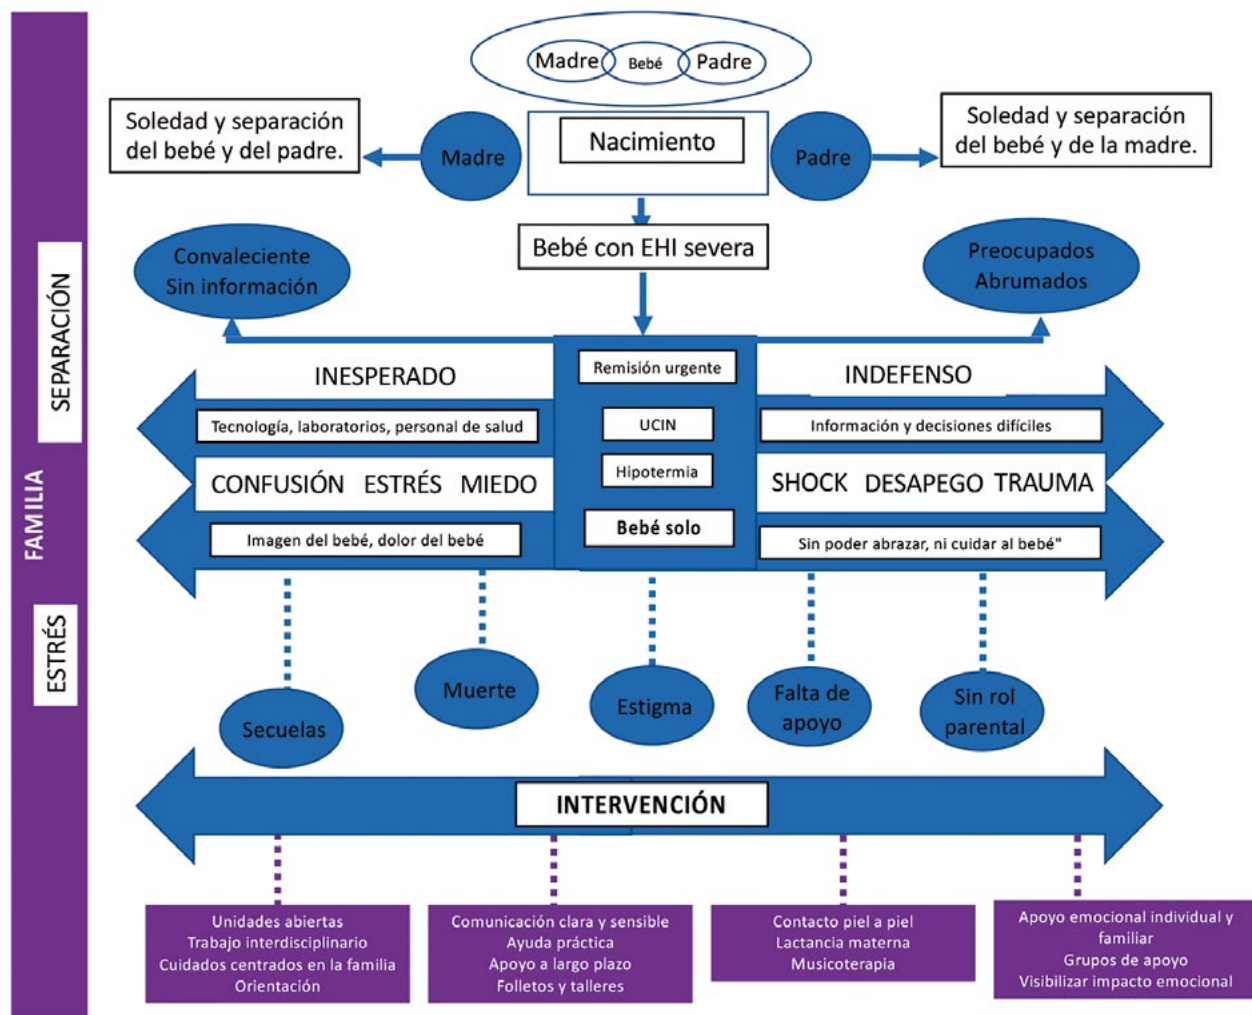 Madre Bebé Padre
Soledad y separación
del bebé y del padre.
Madre
Nacimiento
Padre
Soledad y separación
del bebé y de la madre.
Bebé con EHI severa
Convaleciente
Sin información
Preocupados
Abrumados
FAMILIA
SEPARACIÓN
ESTRÉS
INESPERADO
Remisión urgente
INDEFENSO
Tecnología, laboratorios, personal de salud
UCIN
Información y decisiones difíciles
CONFUSIÓN ESTRÉS MIEDO
Hipotermia
SHOCK DESAPEGO TRAUMA
Imagen del bebé, dolor del bebé
Bebé solo
Sin poder abrazar, ni cuidar al bebé"
Secuelas
Muerte
Estigma
Falta de
apoyo
Sin rol
parental
INTERVENCIÓN
Unidades abiertas
Trabajo interdisciplinario
Cuidados centrados en la familia
Orientación
Comunicación clara y sensible
Ayuda práctica
Apoyo a largo plazo
Folletos y talleres
Contacto piel a piel
Lactancia materna
Musicoterapia
Apoyo emocional individual y
familiar
Grupos de apoyo
Visibilizar impacto emocional